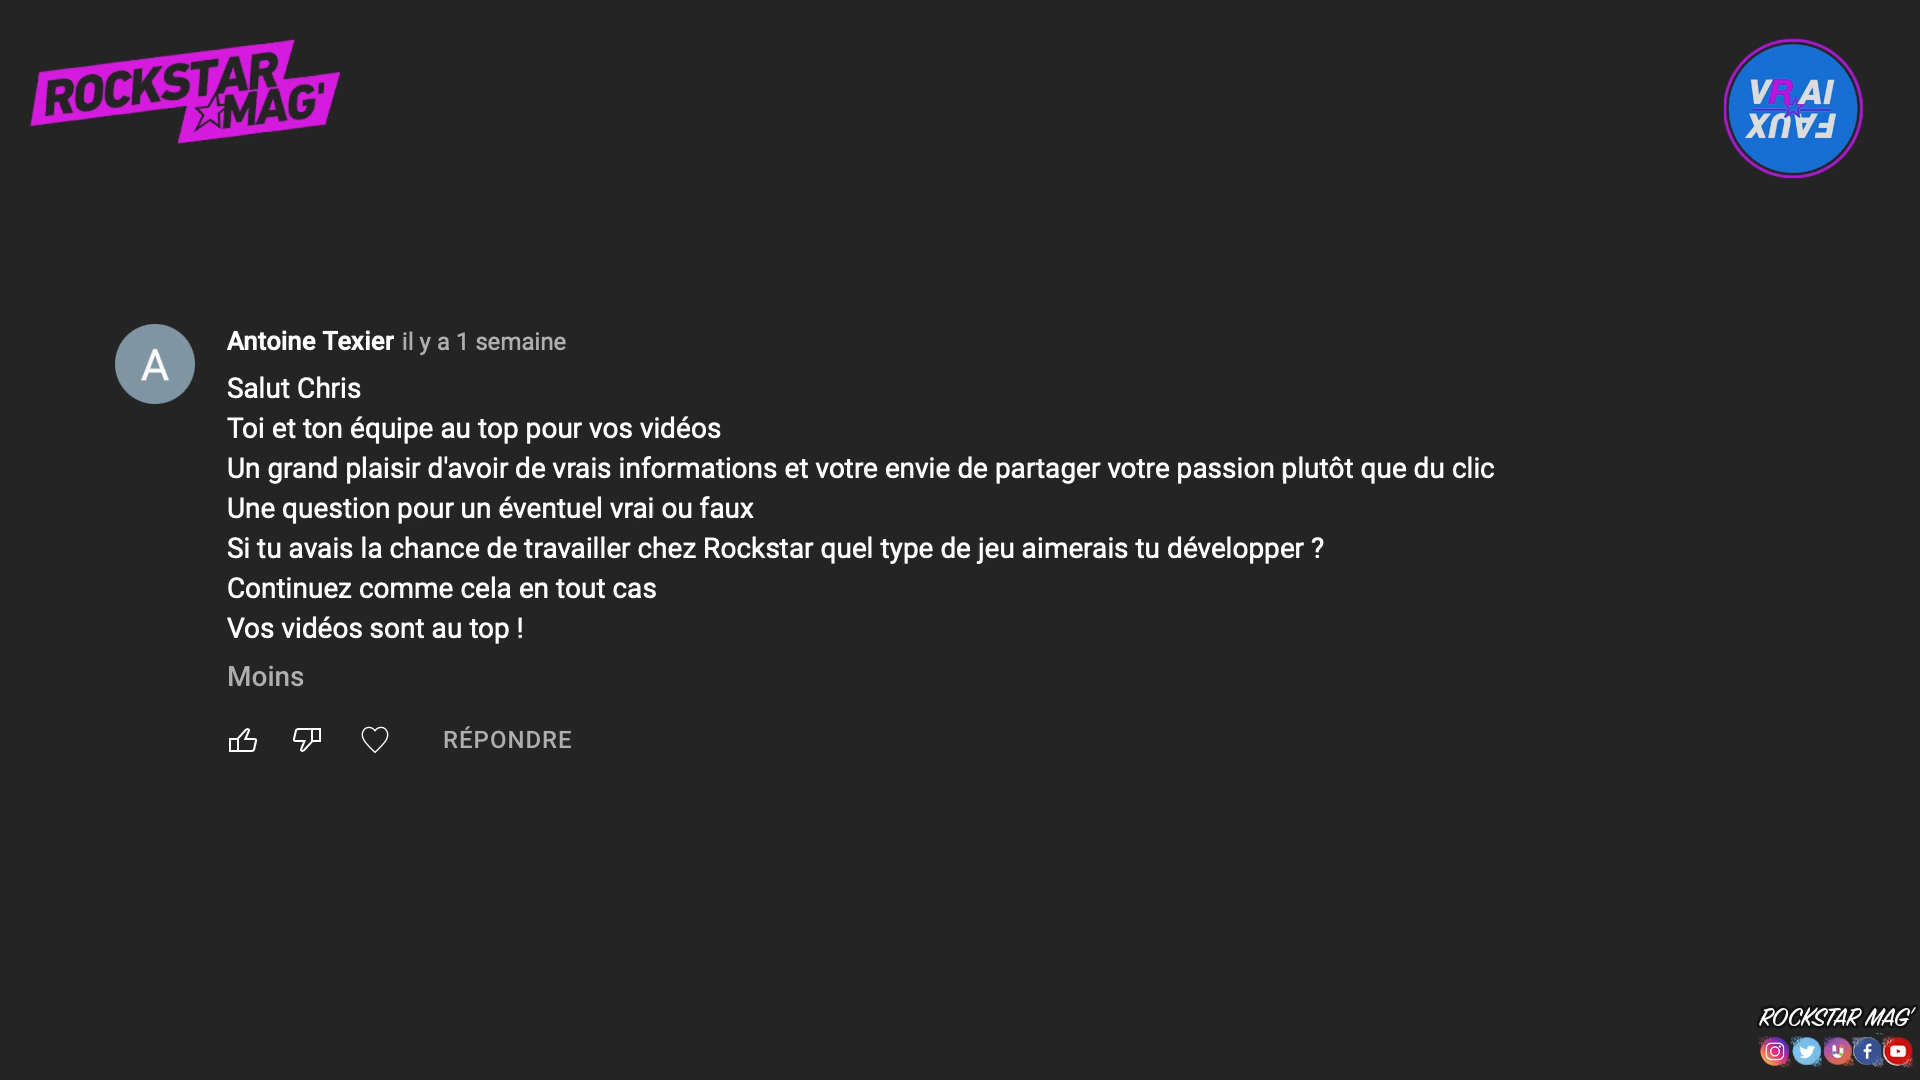 ROCKSTAR
MAG'
VRAI
FAUX
A
Antoine Texier il y a 1 semaine
Salut Chris
Toi et ton équipe au top pour vos vidéos
Un grand plaisir d'avoir de vrais informations et votre envie de partager votre passion plutôt que du clic
Une question pour un éventuel vrai ou faux
Si tu avais la chance de travailler chez Rockstar quel type de jeu aimerais tu développer ?
Continuez comme cela en tout cas
Vos vidéos sont au top !
Moins
RÉPONDRE
ROCKSTAR MAG'